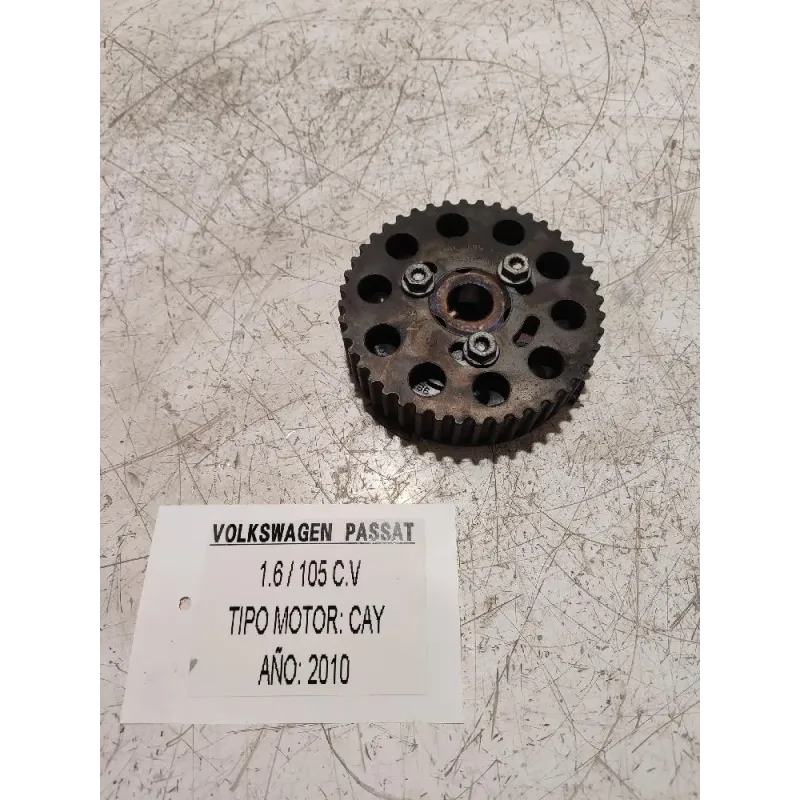 VOLKSWAGEN PASSAT
1.6 / 105 C.V
TIPO MOTOR: CAY
AÑO: 2010